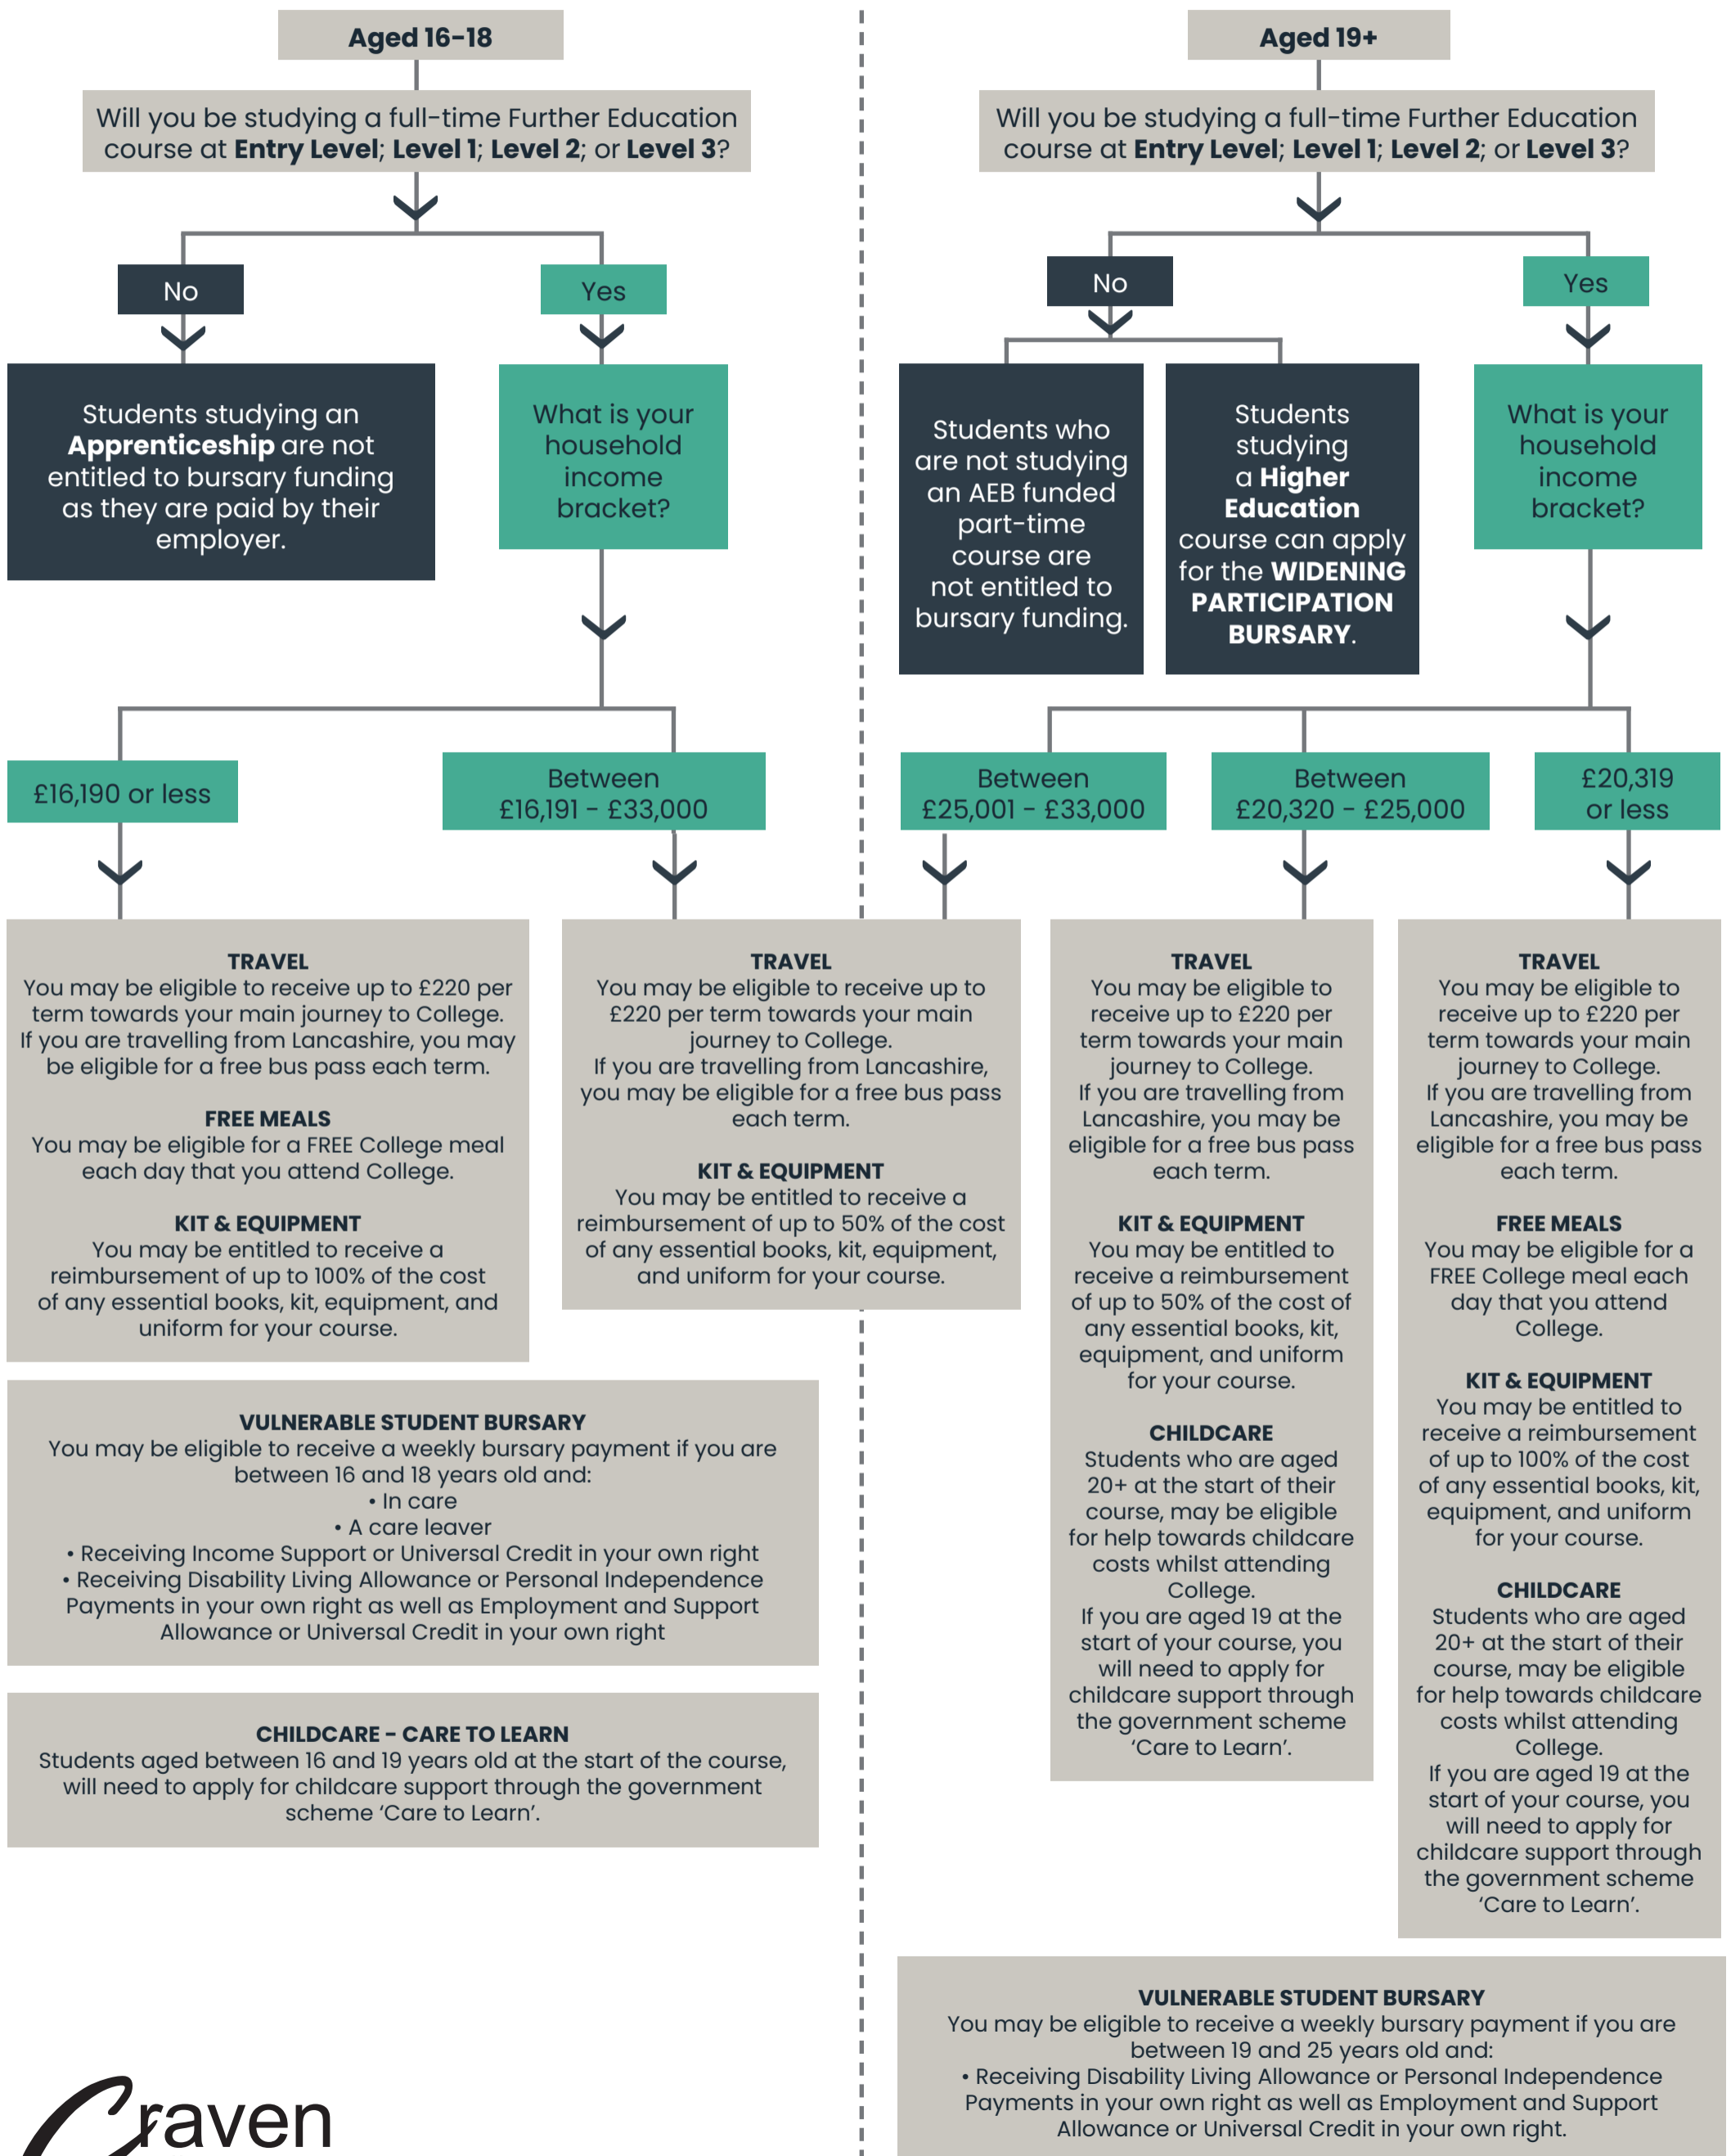 Aged 16-18
Will you be studying a full-time Further Education
course at Entry Level; Level 1; Level 2; or Level 3?
No
Yes
Students studying an
Apprenticeship are not
entitled to bursary funding
as they are paid by their
employer.
What is your
household
income
bracket?
£16,190 or less
Between
£16,191 - £33,000
Aged 19+
Will you be studying a full-time Further Education
course at Entry Level; Level 1; Level 2; or Level 3?
No
Yes
Students who
are not studying
an AEB funded
part-time
course are
not entitled to
bursary funding.
Students
studying
a Higher
Education
course can apply
for the WIDENING
PARTICIPATION
BURSARY.
What is your
household
income
bracket?
Between
£25,001 - £33,000
Between
£20,320 - £25,000
£20,319
or less
TRAVEL
You may be eligible to receive up to £220 per
term towards your main journey to College.
If you are travelling from Lancashire, you may
be eligible for a free bus pass each term.
FREE MEALS
You may be eligible for a FREE College meal
each day that you attend College.
KIT & EQUIPMENT
You may be entitled to receive a
reimbursement of up to 100% of the cost
of any essential books, kit, equipment, and
uniform for your course.
TRAVEL
You may be eligible to receive up to
£220 per term towards your main
journey to College.
If you are travelling from Lancashire,
you may be eligible for a free bus pass
each term.
KIT & EQUIPMENT
You may be entitled to receive a
reimbursement of up to 50% of the cost
of any essential books, kit, equipment,
and uniform for your course.
TRAVEL
You may be eligible to
receive up to £220 per
term towards your main
journey to College.
If you are travelling from
Lancashire, you may be
eligible for a free bus pass
each term.
KIT & EQUIPMENT
You may be entitled to
receive a reimbursement
of up to 50% of the cost of
any essential books, kit,
equipment, and uniform
for your course.
CHILDCARE
Students who are aged
20+ at the start of their
course, may be eligible
for help towards childcare
costs whilst attending
College.
If you are aged 19 at the
start of your course, you
will need to apply for
childcare support through
the government scheme
‘Care to Learn’.
TRAVEL
You may be eligible to
receive up to £220 per
term towards your main
journey to College.
If you are travelling from
Lancashire, you may be
eligible for a free bus pass
each term.
FREE MEALS
You may be eligible for a
FREE College meal each
day that you attend
College.
KIT & EQUIPMENT
You may be entitled to
receive a reimbursement
of up to 100% of the cost
of any essential books, kit,
equipment, and uniform
for your course.
CHILDCARE
Students who are aged
20+ at the start of their
course, may be eligible
for help towards childcare
costs whilst attending
College.
If you are aged 19 at the
start of your course, you
will need to apply for
childcare support through
the government scheme
‘Care to Learn’.
VULNERABLE STUDENT BURSARY
You may be eligible to receive a weekly bursary payment if you are
between 16 and 18 years old and:
• In care
• A care leaver
• Receiving Income Support or Universal Credit in your own right
• Receiving Disability Living Allowance or Personal Independence
Payments in your own right as well as Employment and Support
Allowance or Universal Credit in your own right
CHILDCARE - CARE TO LEARN
Students aged between 16 and 19 years old at the start of the course,
will need to apply for childcare support through the government
scheme ‘Care to Learn’.
VULNERABLE STUDENT BURSARY
You may be eligible to receive a weekly bursary payment if you are
between 19 and 25 years old and:
• Receiving Disability Living Allowance or Personal Independence
Payments in your own right as well as Employment and Support
Allowance or Universal Credit in your own right.
Craven